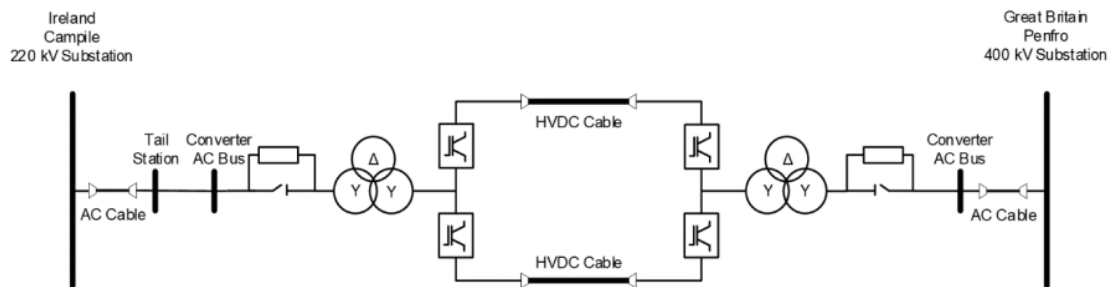 Ireland
Campile
220 kV Substation
Great Britain
Penfro
400 kV Substation
Tail
Station
Converter
AC Bus
HVDC Cable
Converter
AC Bus
Δ
Y Y
Δ
Y Y
AC Cable
AC Cable
HVDC Cable